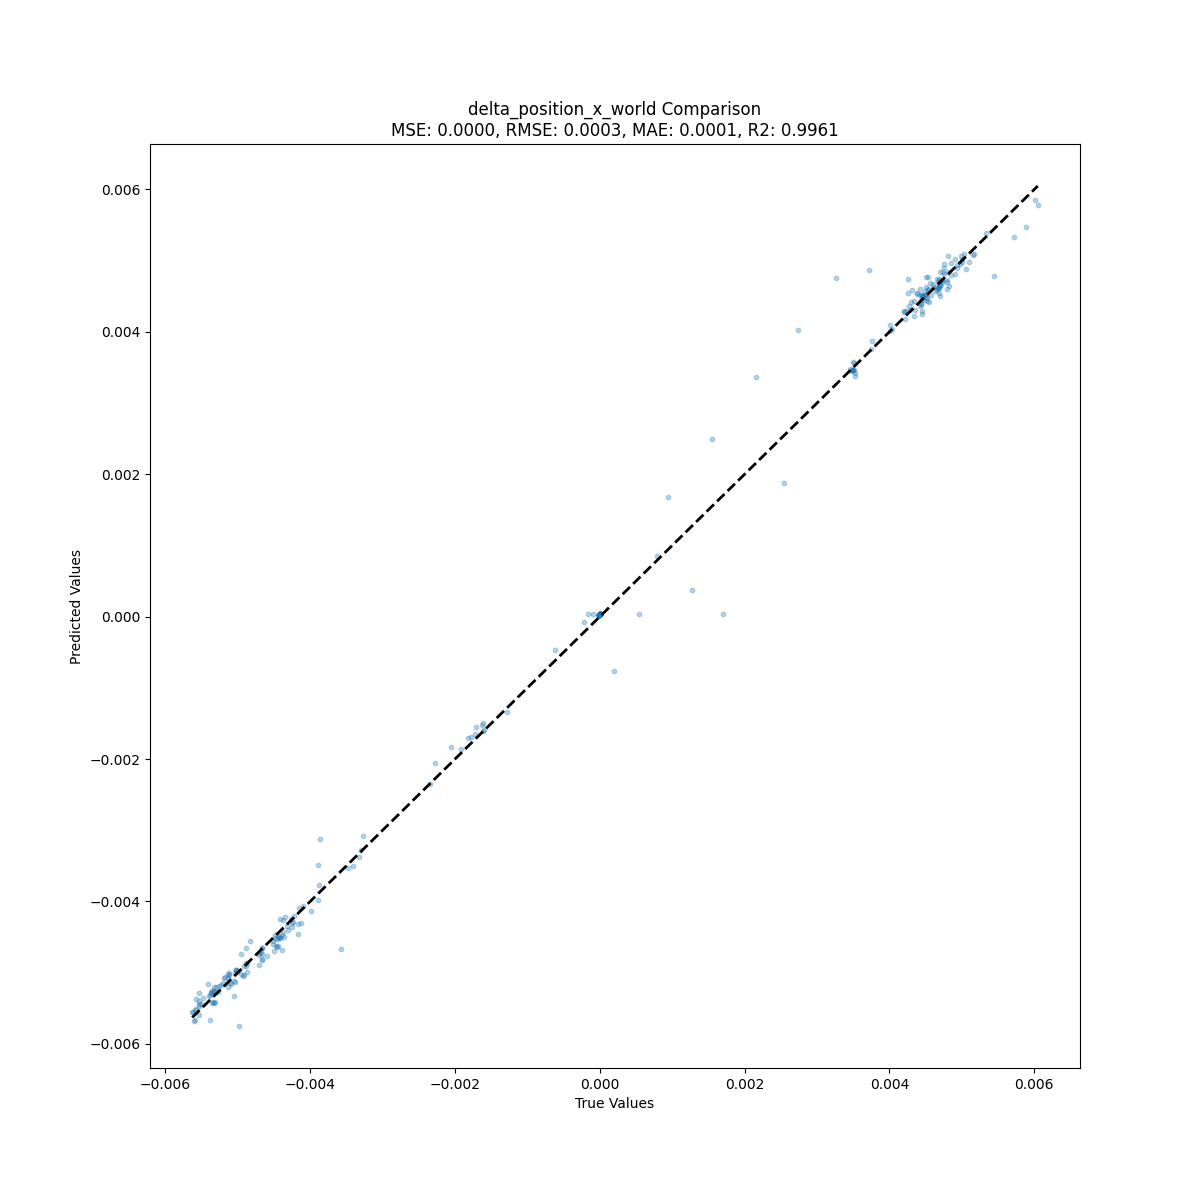 delta_position_x_world Comparison
MSE: 0.0000, RMSE: 0.0003, MAE: 0.0001, R2: 0.9961
0.006
0.004
0.002
0.000
−0.002
−0.004
−0.006
Predicted Values
−0.006 −0.004 −0.002 0.000 0.002 0.004 0.006
True Values